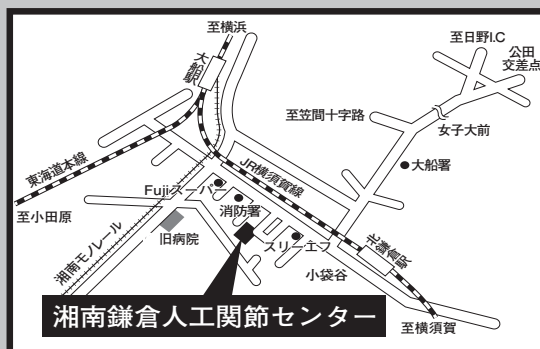 至横浜
大船駅
至日野I.C
公田
交差点
至笠間十字路
女子大前
大船署
東海道本線
JR横須賀線
Fujiスーパー
消防署
至小田原
旧病院
スリーエフ
北鎌倉駅
湘南モノレール
小袋谷
湘南鎌倉人工関節センター
至横須賀